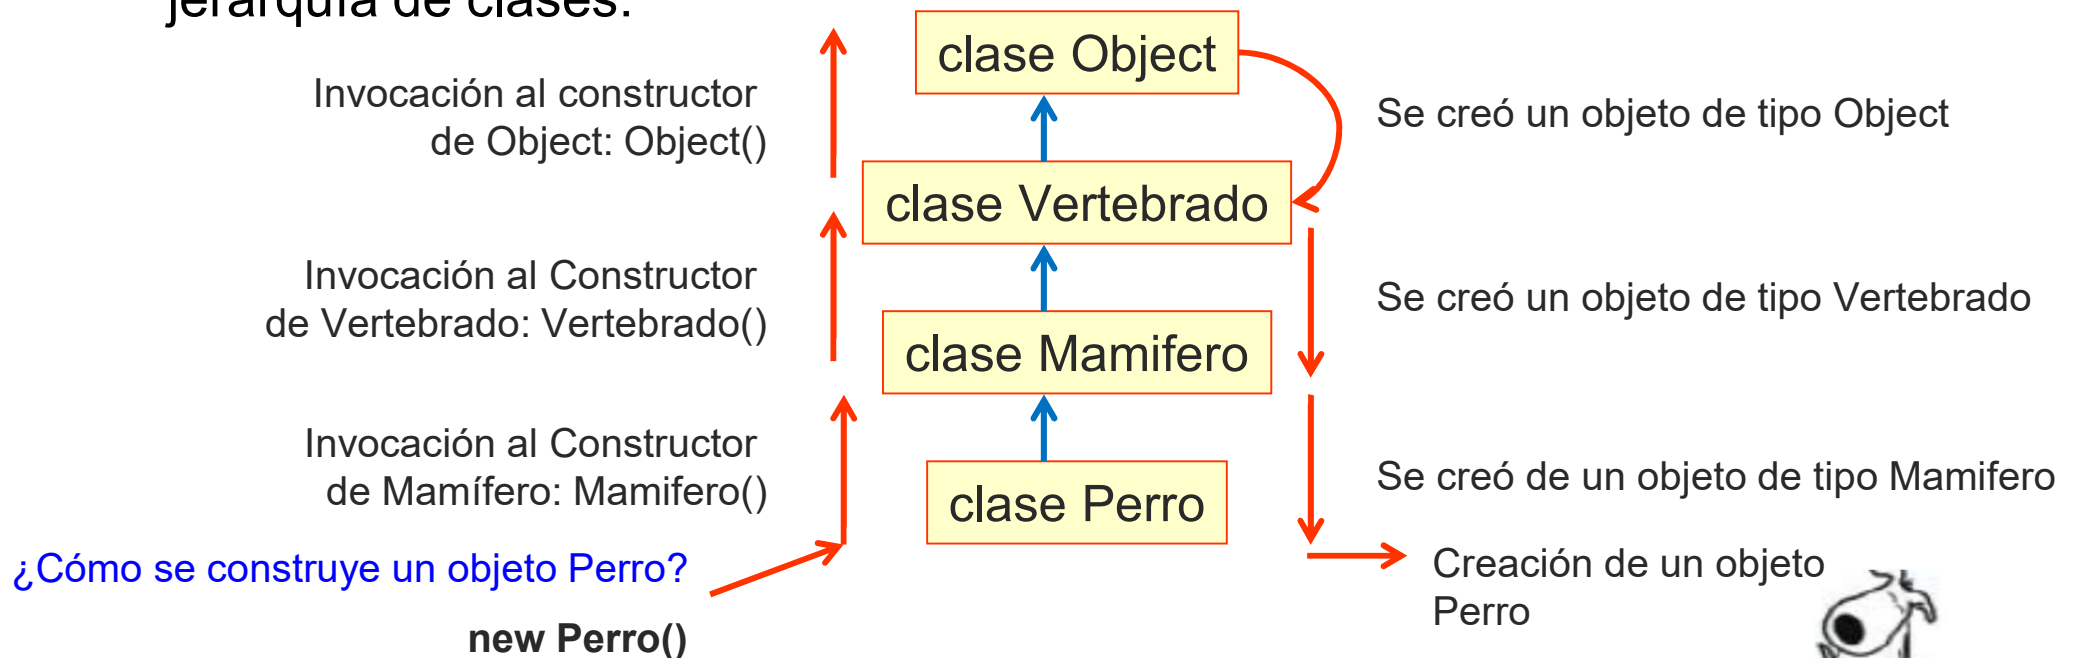 jerarquía de clases.
clase Object
Invocación al constructor
de Object: Object()
Se creó un objeto de tipo Object
clase Vertebrado
Invocación al Constructor
de Vertebrado: Vertebrado()
Se creó un objeto de tipo Vertebrado
clase Mamifero
Invocación al Constructor
de Mamífero: Mamifero()
Se creó de un objeto de tipo Mamifero
clase Perro
¿Cómo se construye un objeto Perro?
new Perro()
Creación de un objeto
Perro